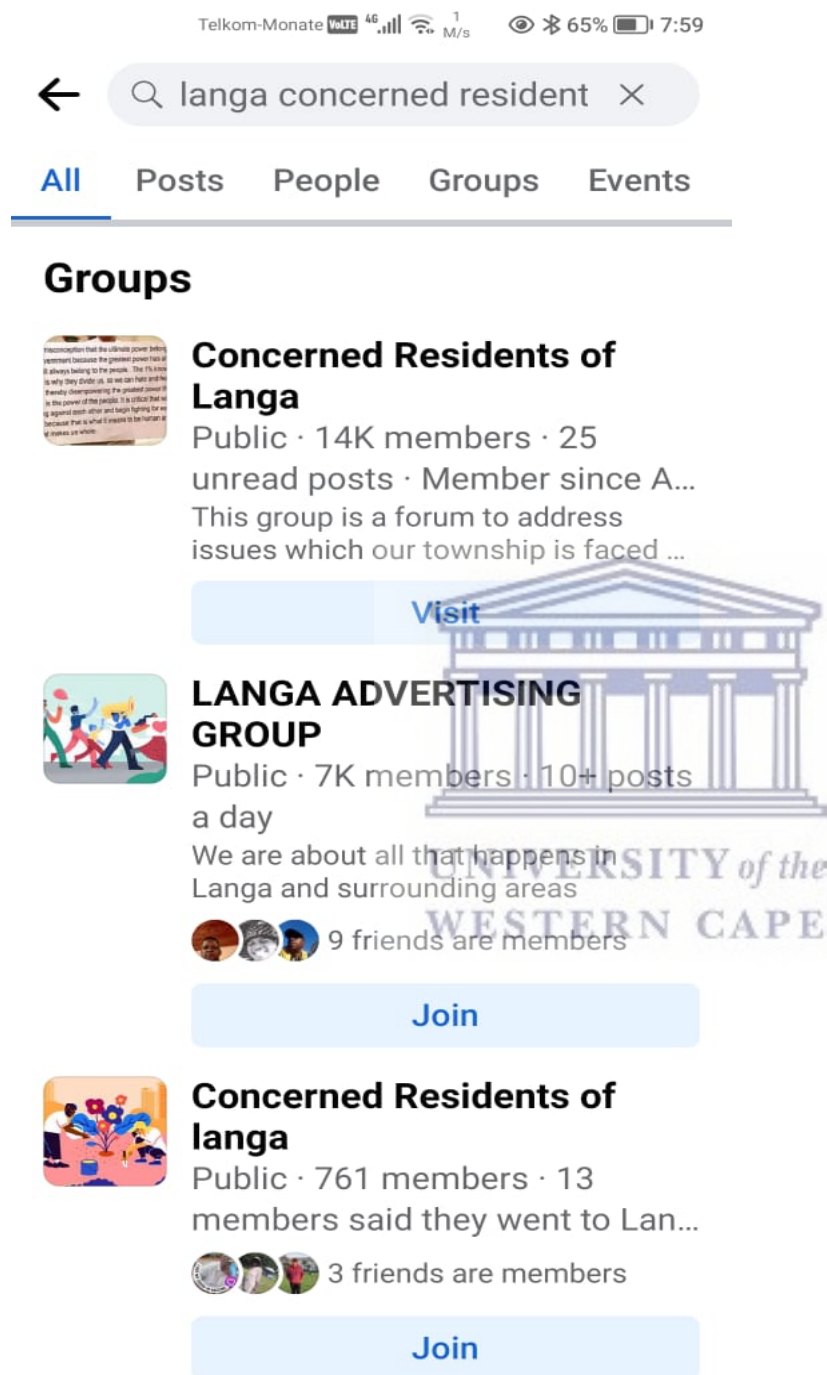 Telkom-Monate VoLTE 4G 1 M/s 65% 7:59
langa concerned resident
All Posts People Groups Events
Groups
Concerned Residents of
Langa
Public · 14K members · 25
unread posts · Member since A...
This group is a forum to address
issues which our township is faced ...
Visit
LANGA ADVERTISING
GROUP
Public · 7K members · 10+ posts
a day
We are about all that happens in
Langa and surrounding areas
9 friends are members
UNIVERSITY of the
WESTERN CAPE
Join
Concerned Residents of
langa
Public · 761 members · 13
members said they went to Lan...
3 friends are members
Join